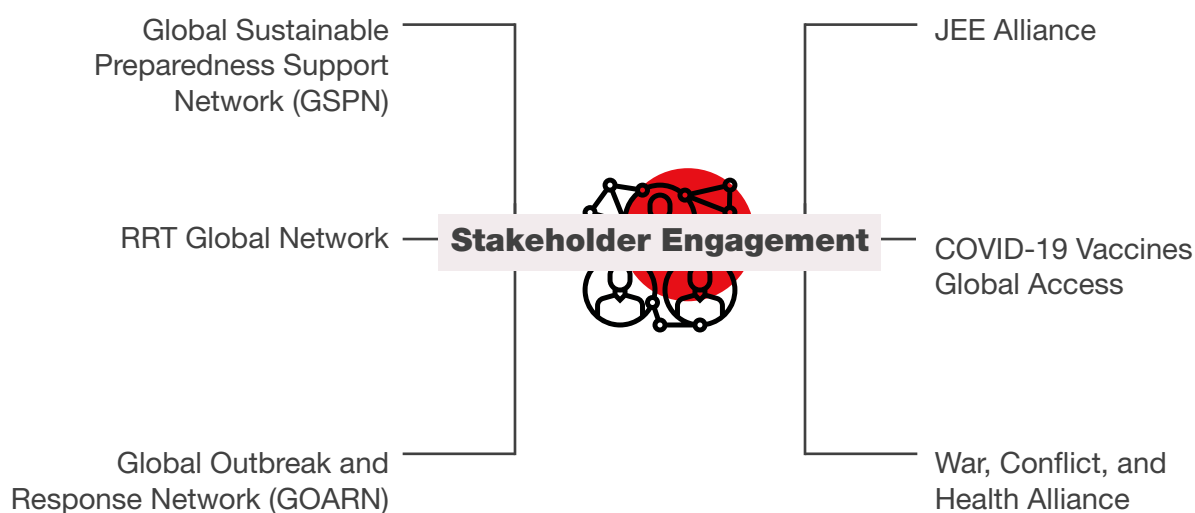 Global Sustainable
Preparedness Support
Network (GSPN)
RRT Global Network
Global Outbreak and
Response Network (GOARN)
Stakeholder Engagement
JEE Alliance
COVID-19 Vaccines
Global Access
War, Conflict, and
Health Alliance